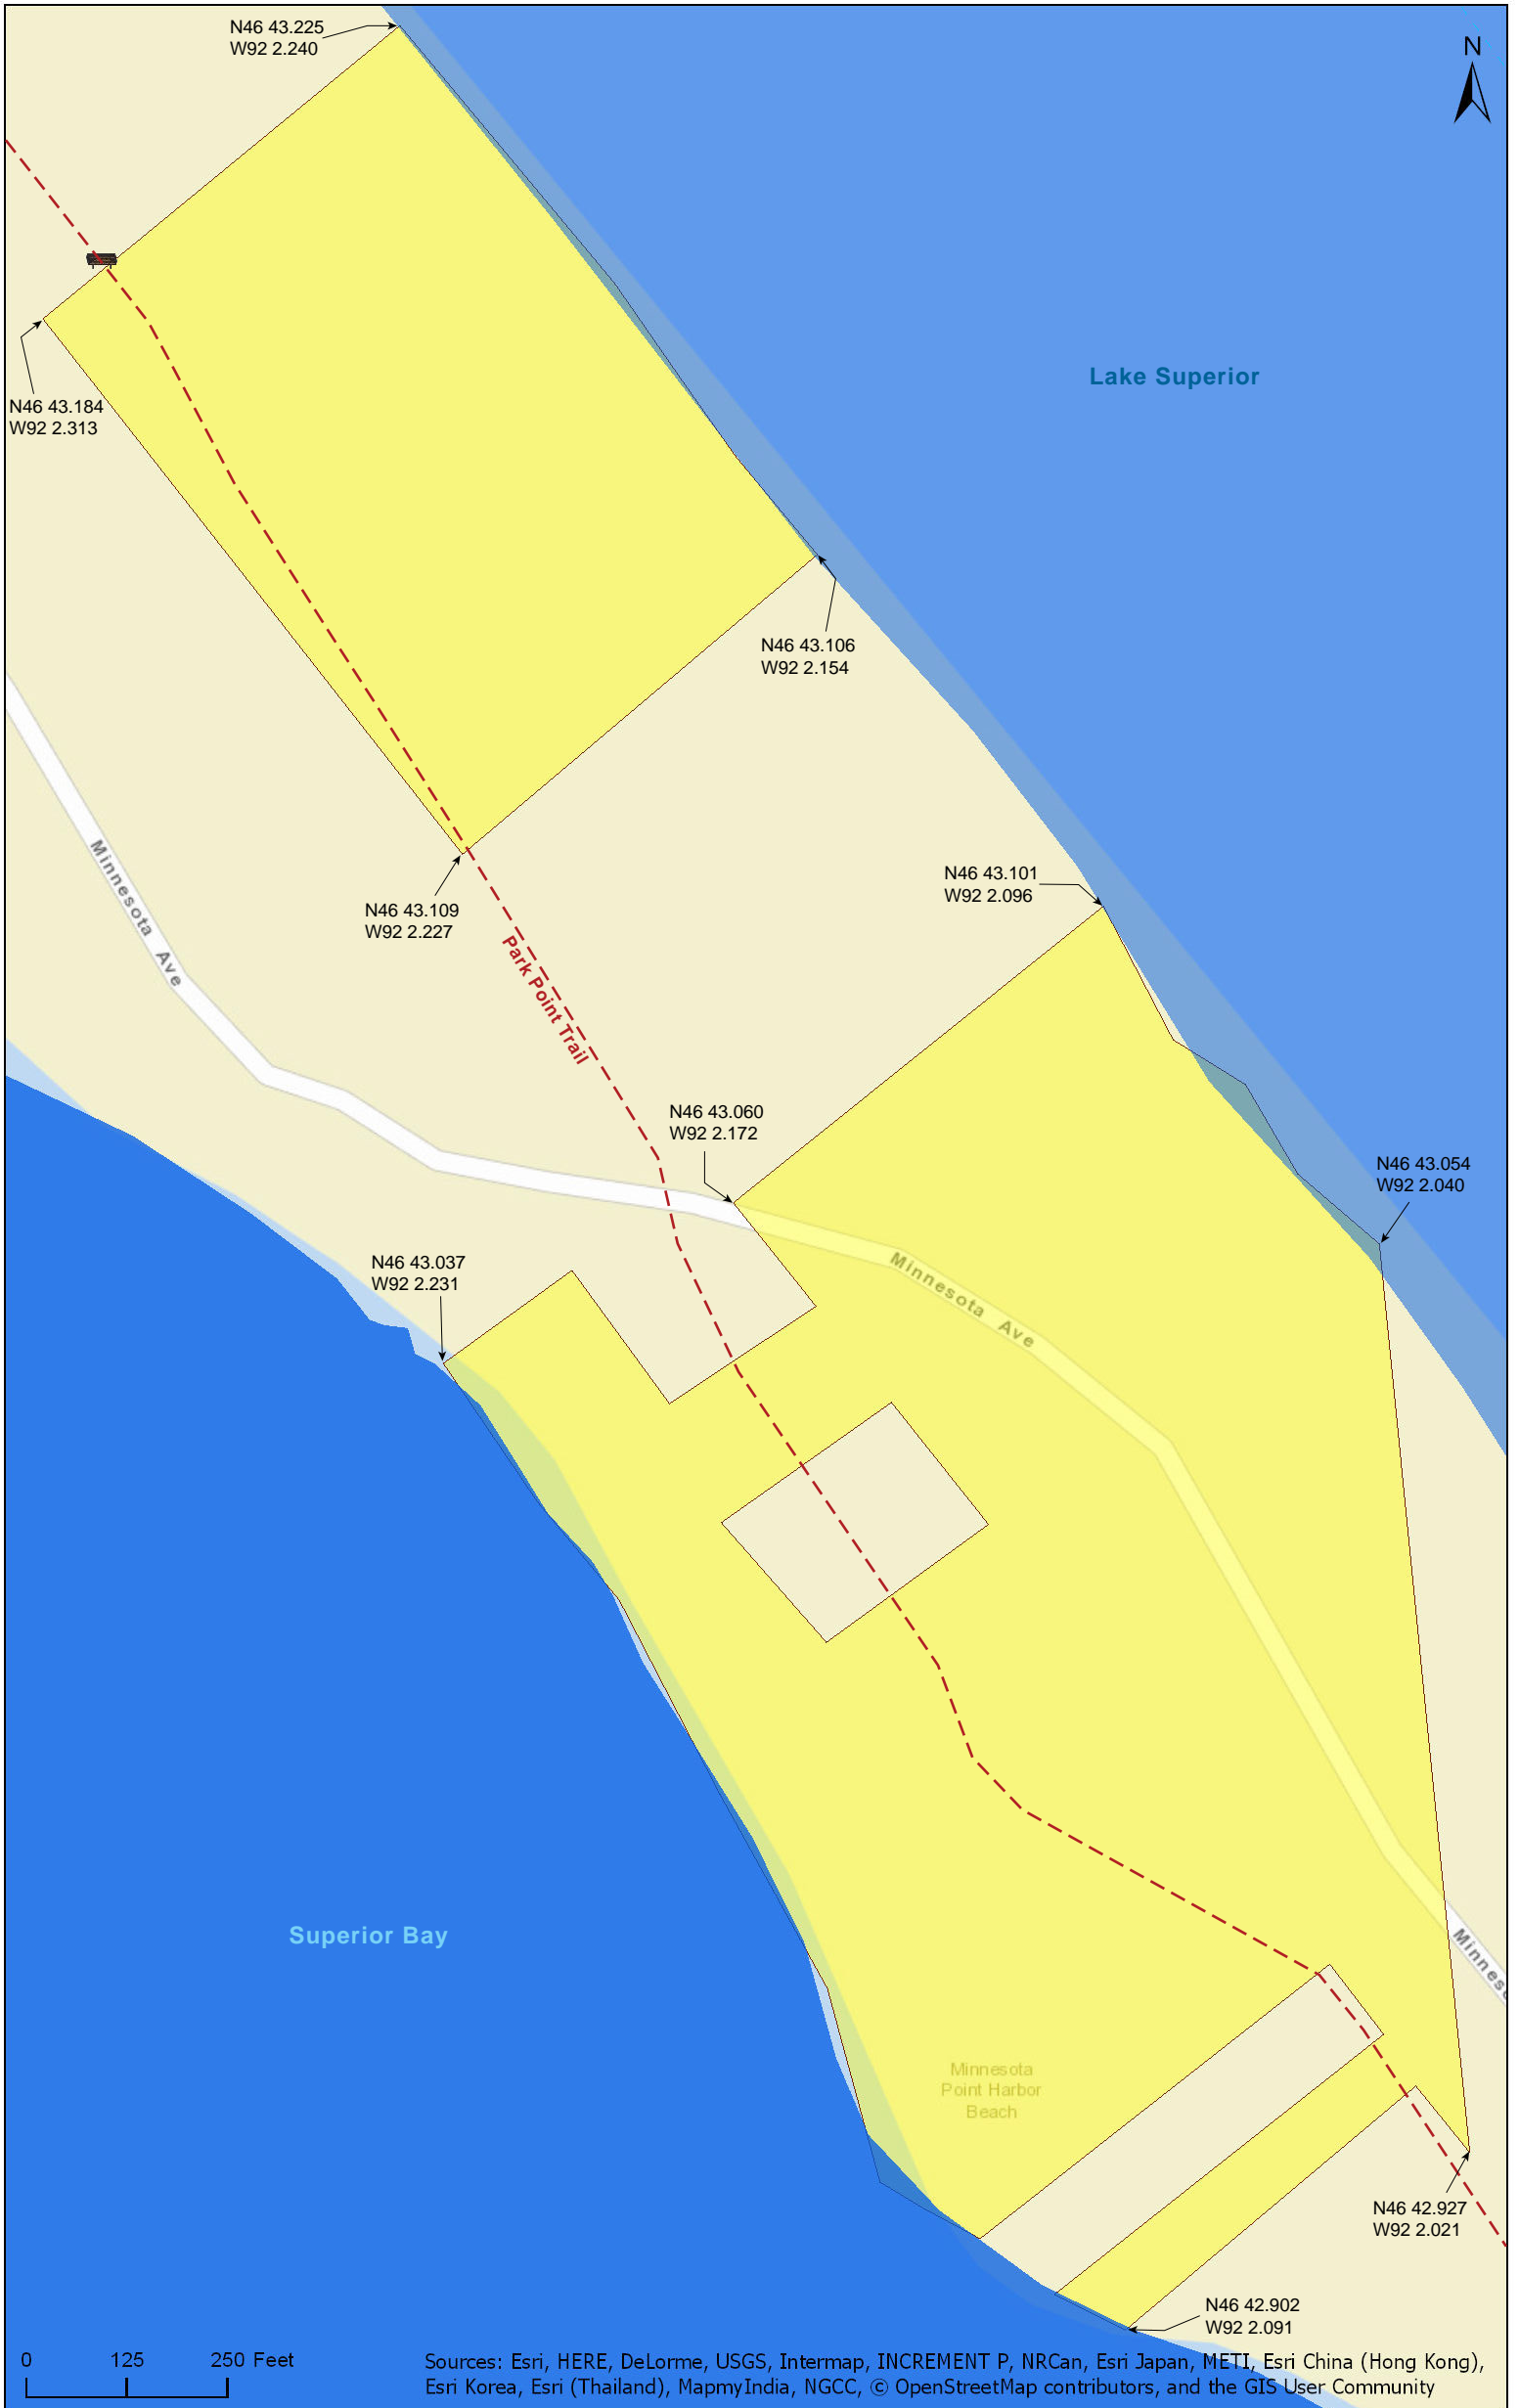 N46 43.225
W92 2.240
N
Lake Superior
N46 43.184
W92 2.313
N46 43.106
W92 2.154
Minnesota Ave
N46 43.101
W92 2.096
N46 43.109
W92 2.227
Park Point Trail
N46 43.060
W92 2.172
N46 43.054
W92 2.040
N46 43.037
W92 2.231
Minnesota Ave
Superior Bay
Minnes
Minnesota
Point Harbor
Beach
N46 42.927
W92 2.021
N46 42.902
W92 2.091
0 125 250 Feet
Sources: Esri, HERE, DeLorme, USGS, Intermap, INCREMENT P, NRCan, Esri Japan, METI, Esri China (Hong Kong),
Esri Korea, Esri (Thailand), MapmyIndia, NGCC, © OpenStreetMap contributors, and the GIS User Community